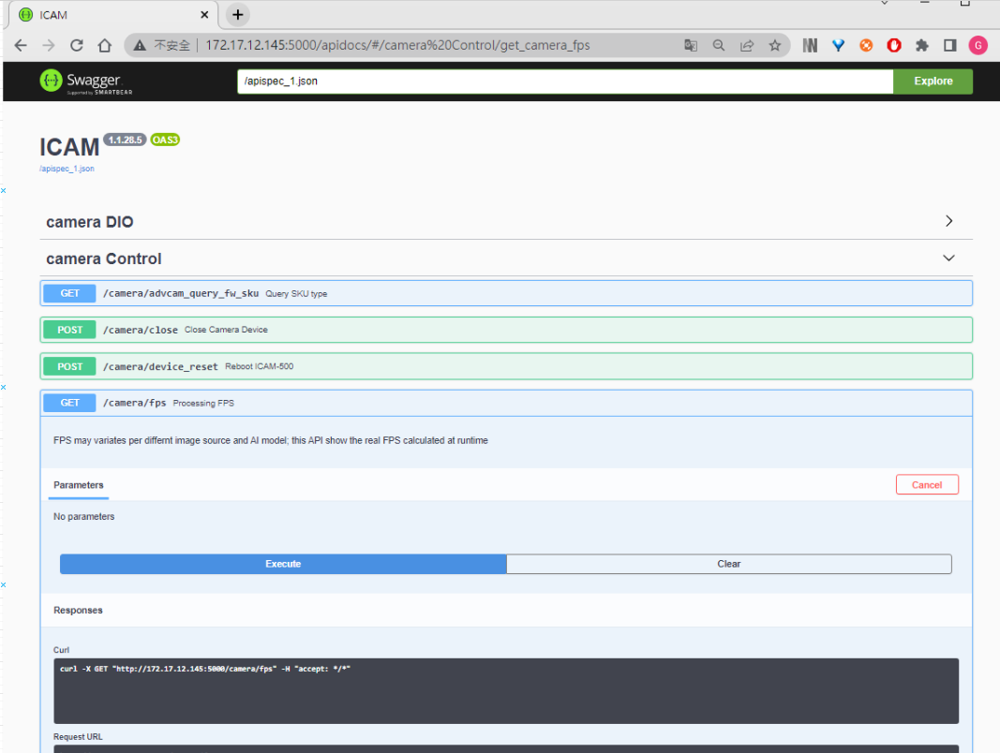 ICAM
不安全 172.17.12.145:5000/apidocs/#/camera%20Control/get_camera_fps
G
Swagger
Supported by SMARTBEAR
/apispec_1.json
Explore
ICAM 1.1.28.5 OAS3
/apispec_1.json
camera DIO
camera Control
GET /camera/advcam_query_fw_sku Query SKU type
POST /camera/close Close Camera Device
POST /camera/device_reset Reboot ICAM-500
GET /camera/fps Processing FPS
FPS may variates per differnt image source and AI model; this API show the real FPS calculated at runtime
Parameters
Cancel
No parameters
Execute
Clear
Responses
Curl
curl -X GET "http://172.17.12.145:5000/camera/fps" -H "accept: */*"
Request URL